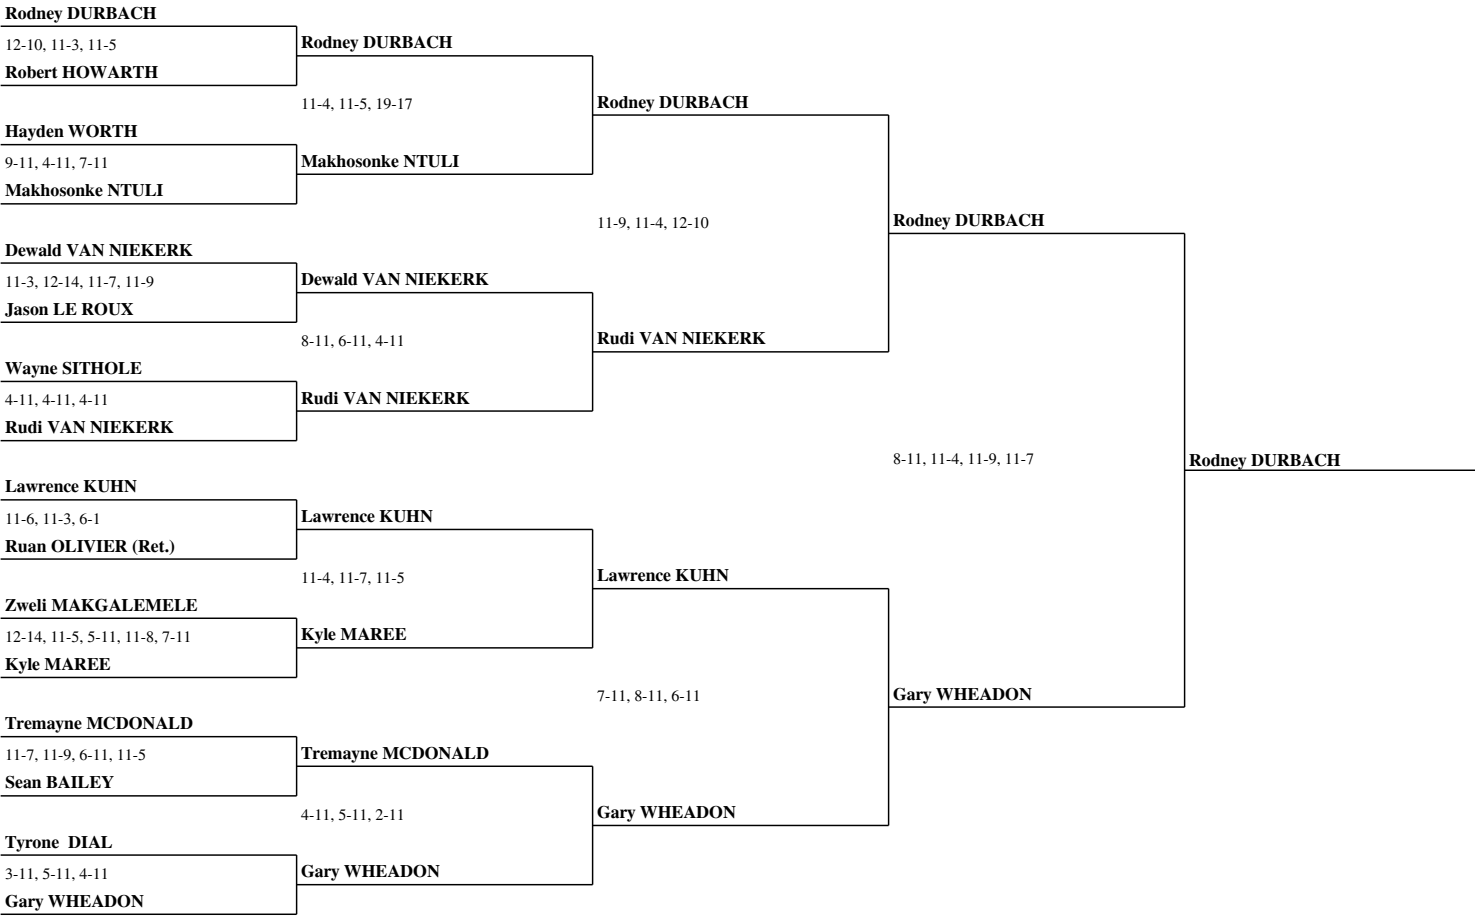 Rodney DURBACH
12-10, 11-3, 11-5
Robert HOWARTH
Hayden WORTH
9-11, 4-11, 7-11
Makhosonke NTULI
Dewald VAN NIEKERK
11-3, 12-14, 11-7, 11-9
Jason LE ROUX
Wayne SITHOLE
4-11, 4-11, 4-11
Rudi VAN NIEKERK
Lawrence KUHN
11-6, 11-3, 6-1
Ruan OLIVIER (Ret.)
Zweli MAKGALEMELE
12-14, 11-5, 5-11, 11-8, 7-11
Kyle MAREE
Tremayne MCDONALD
11-7, 11-9, 6-11, 11-5
Sean BAILEY
Tyrone  DIAL
3-11, 5-11, 4-11
Gary WHEADON
Rodney DURBACH
11-4, 11-5, 19-17
Makhosonke NTULI
Dewald VAN NIEKERK
8-11, 6-11, 4-11
Rudi VAN NIEKERK
Lawrence KUHN
11-4, 11-7, 11-5
Kyle MAREE
Tremayne MCDONALD
4-11, 5-11, 2-11
Gary WHEADON
Rodney DURBACH
11-9, 11-4, 12-10
Rudi VAN NIEKERK
Lawrence KUHN
7-11, 8-11, 6-11
Gary WHEADON
Rodney DURBACH
8-11, 11-4, 11-9, 11-7
Gary WHEADON
Rodney DURBACH